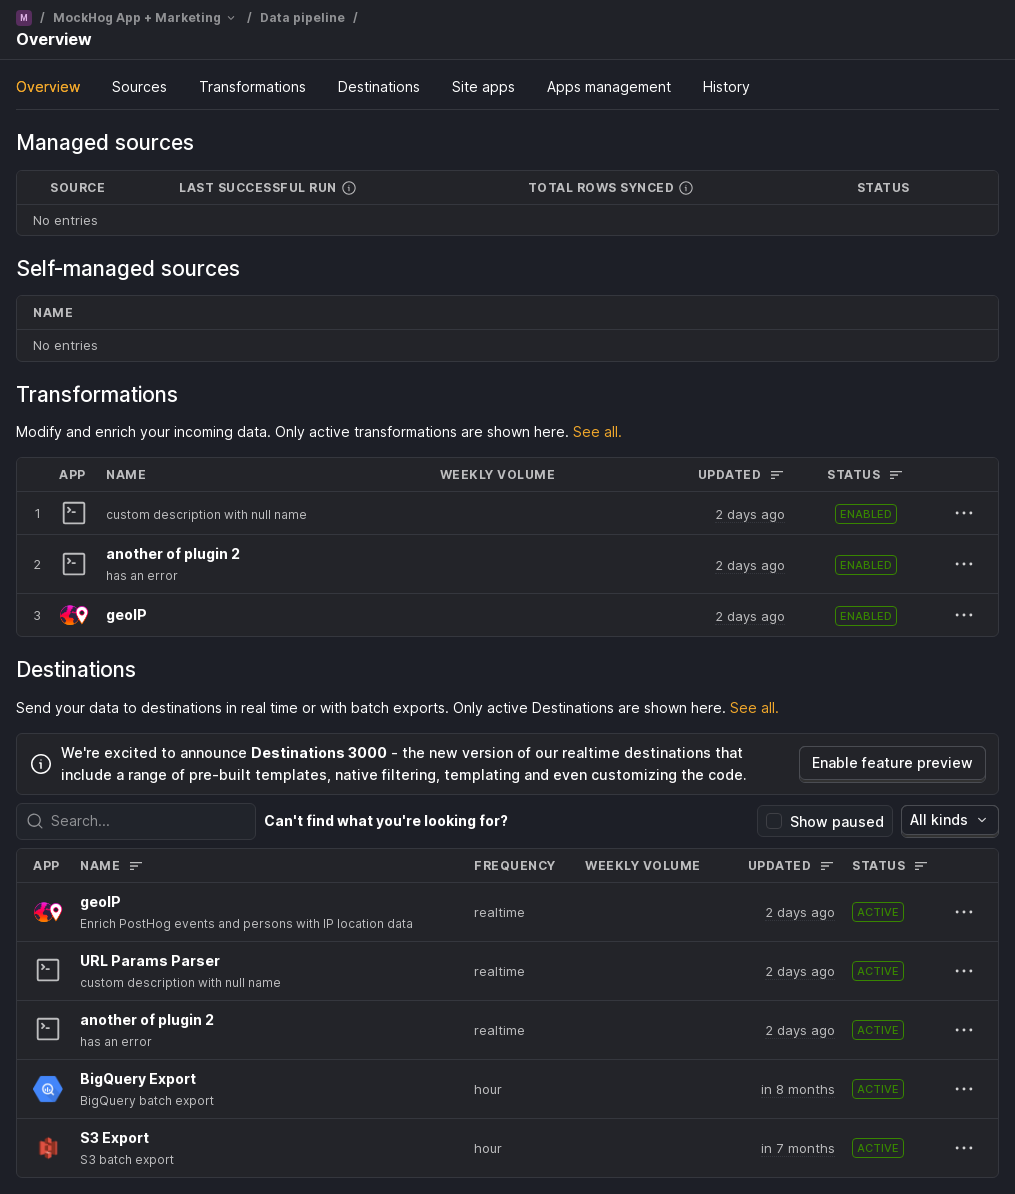 M / MockHog App + Marketing / Data pipeline /
Overview
Overview Sources Transformations Destinations Site apps Apps management History
Managed sources
SOURCE LAST SUCCESSFUL RUN TOTAL ROWS SYNCED STATUS
No entries
Self-managed sources
NAME
No entries
Transformations
Modify and enrich your incoming data. Only active transformations are shown here. See all.
APP NAME WEEKLY VOLUME UPDATED STATUS
1 custom description with null name 2 days ago ENABLED
another of plugin 2
2 has an error 2 days ago ENABLED
3 geoIP 2 days ago ENABLED
Destinations
Send your data to destinations in real time or with batch exports. Only active Destinations are shown here. See all.
We're excited to announce Destinations 3000 - the new version of our realtime destinations that
include a range of pre-built templates, native filtering, templating and even customizing the code.
Enable feature preview
Search... Can't find what you're looking for? Show paused All kinds
APP NAME FREQUENCY WEEKLY VOLUME UPDATED STATUS
geoIP
Enrich PostHog events and persons with IP location data realtime 2 days ago ACTIVE
URL Params Parser
custom description with null name realtime 2 days ago ACTIVE
another of plugin 2
has an error realtime 2 days ago ACTIVE
BigQuery Export
BigQuery batch export hour in 8 months ACTIVE
S3 Export
S3 batch export hour in 7 months ACTIVE